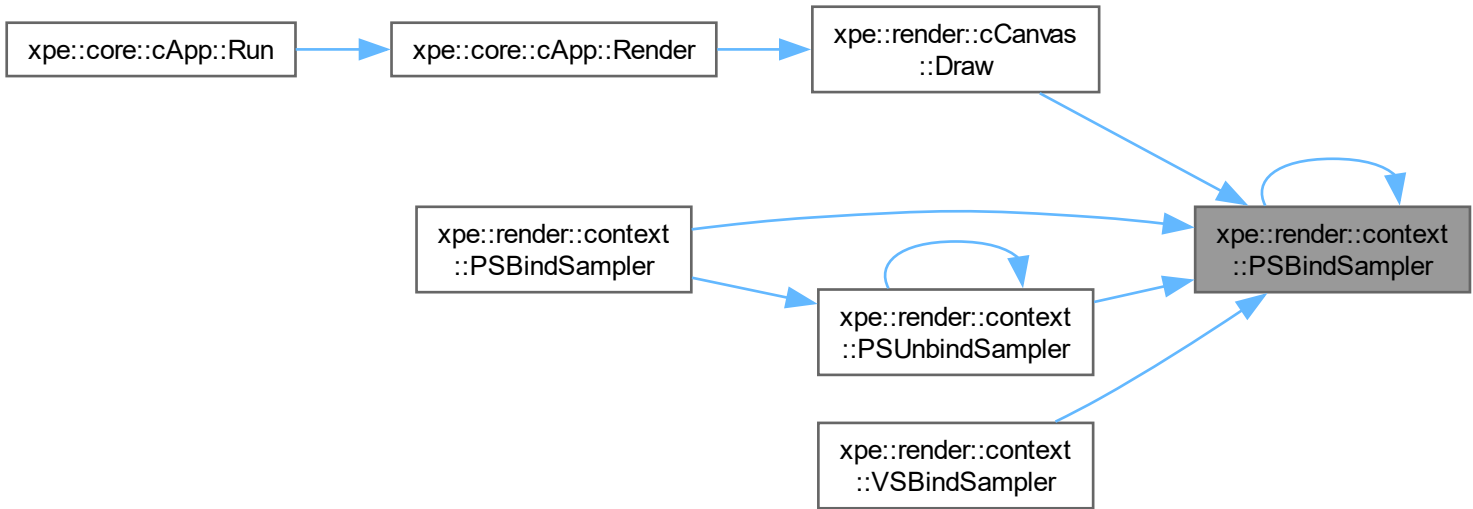 xpe::core::cApp::Run
xpe::core::cApp::Render
xpe::render::cCanvas
::Draw
xpe::render::context
::PSBindSampler
xpe::render::context
::PSBindSampler
xpe::render::context
::PSUnbindSampler
xpe::render::context
::VSBindSampler